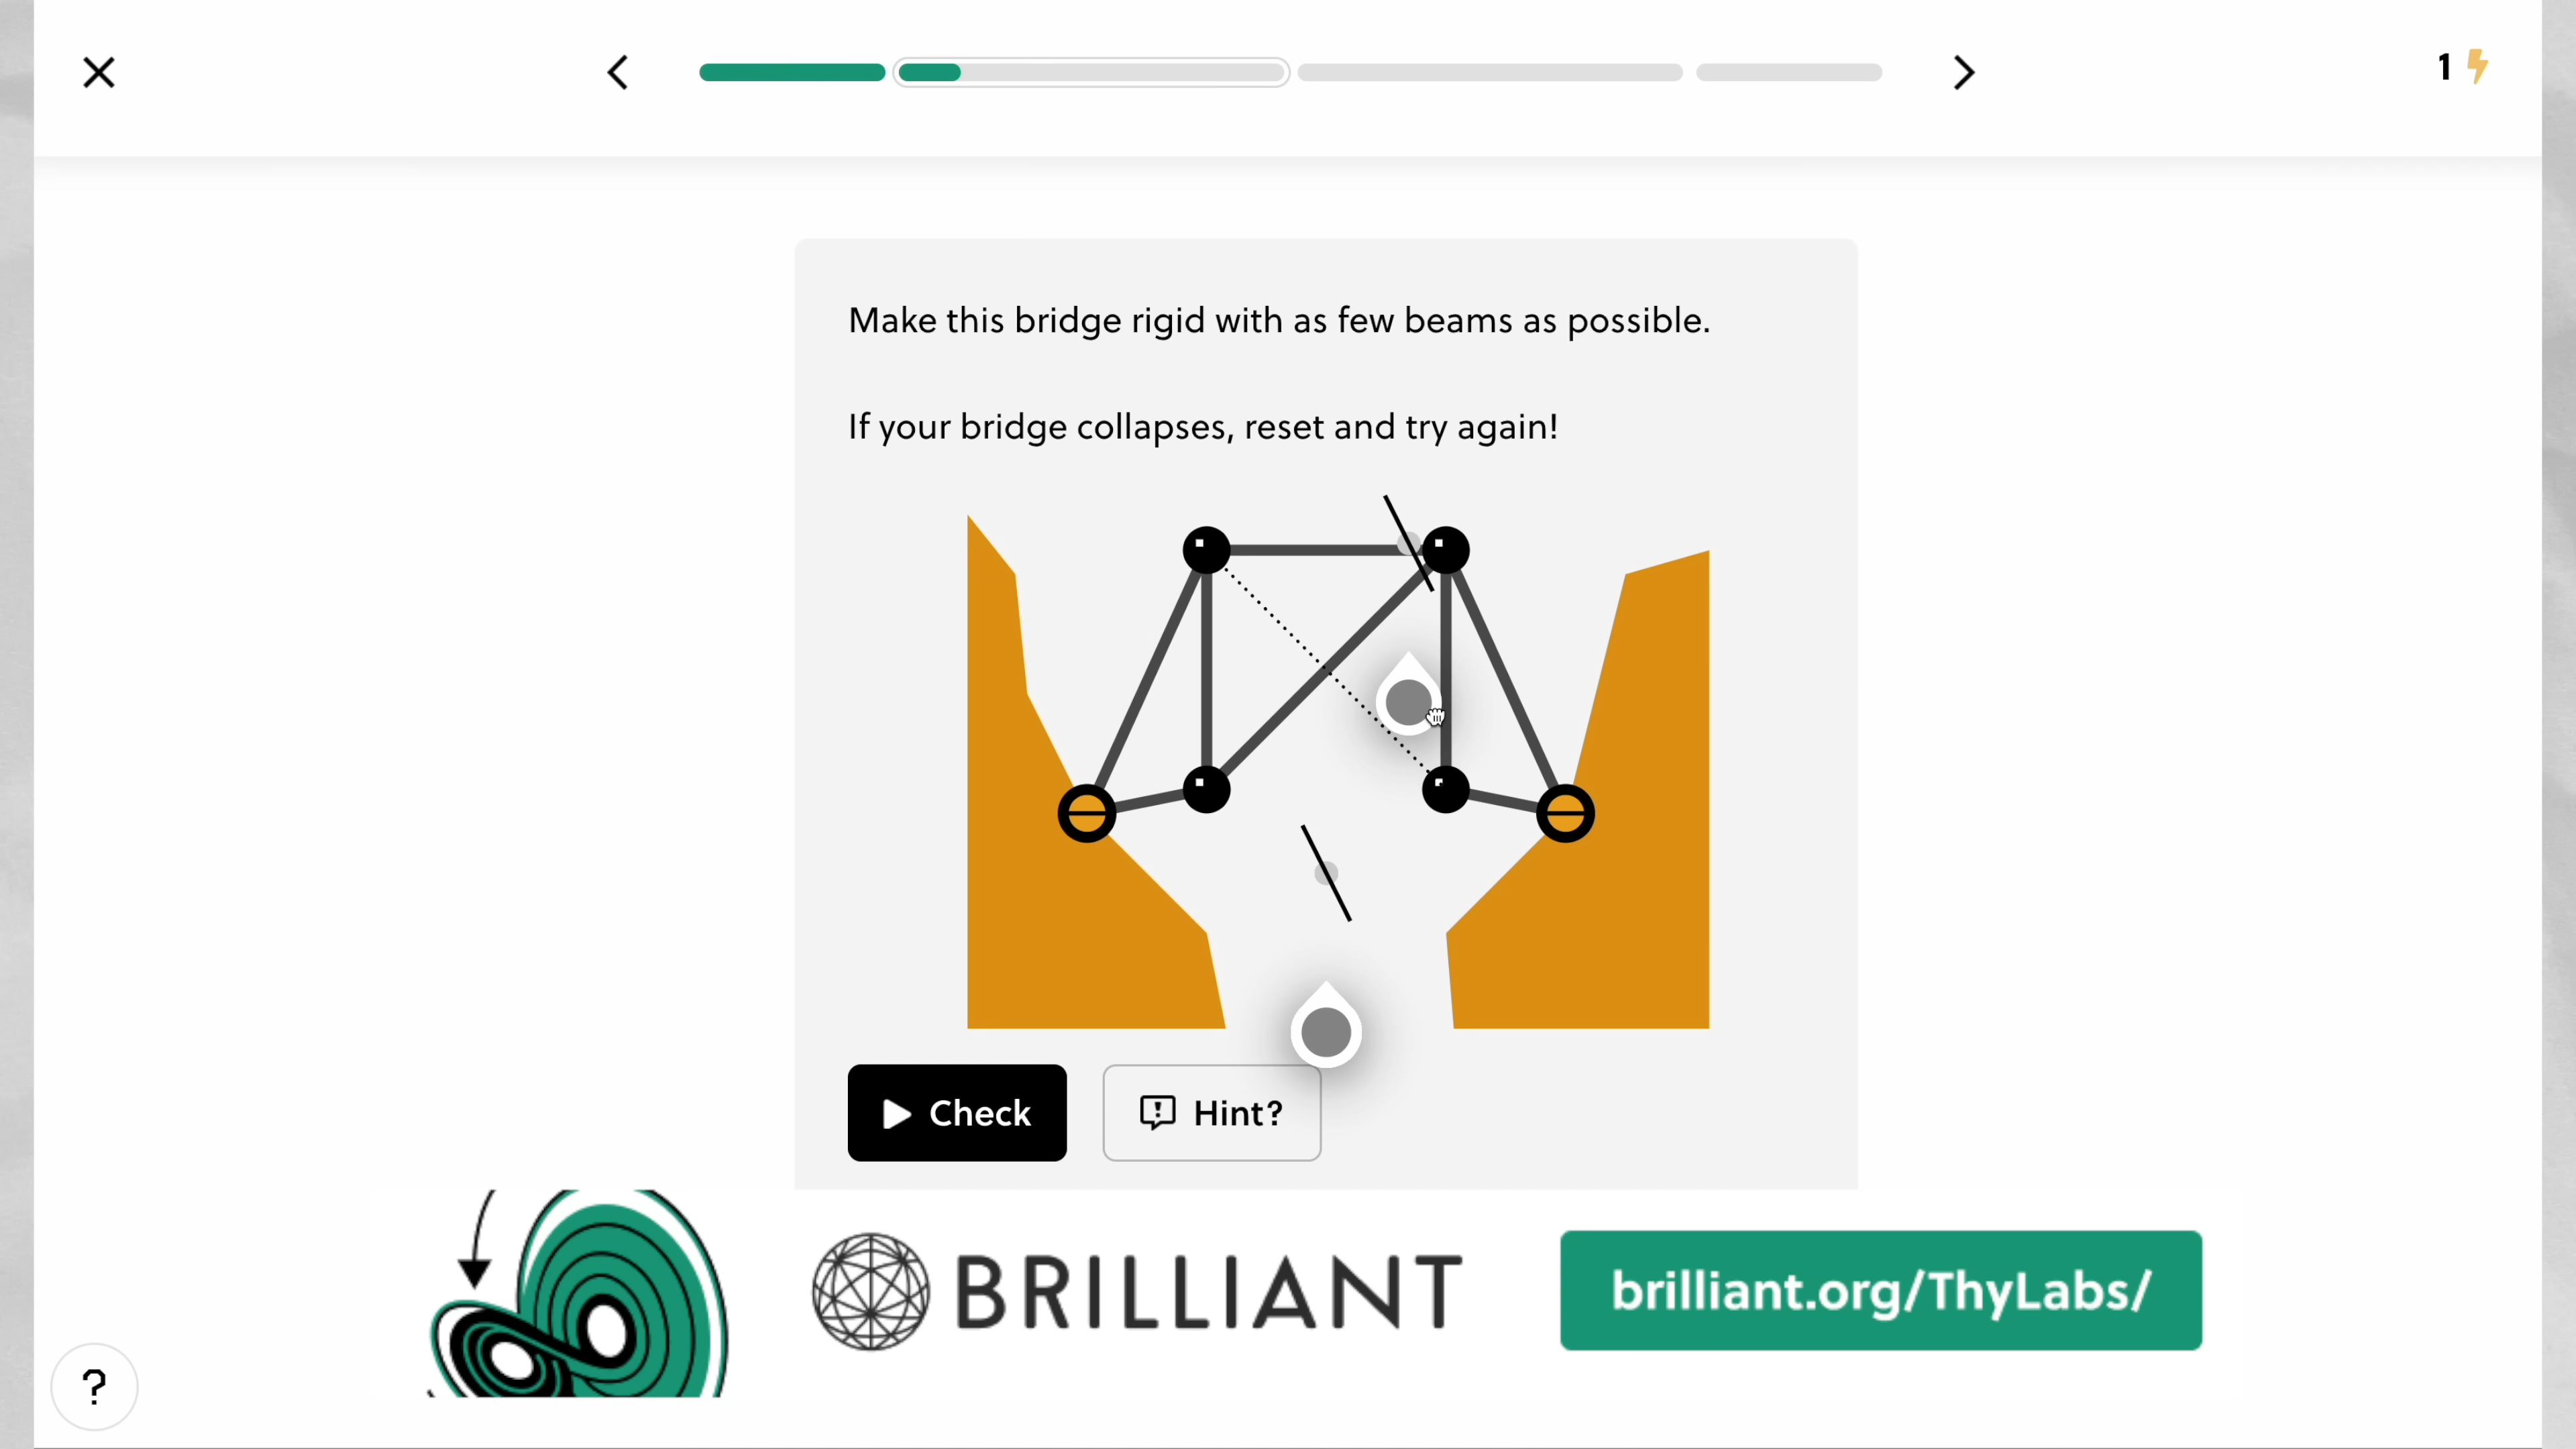 1
Make this bridge rigid with as few beams as possible.
If your bridge collapses, reset and try again!
Check
Hint?
BRILLIANT
brilliant.org/ThyLabs/
?